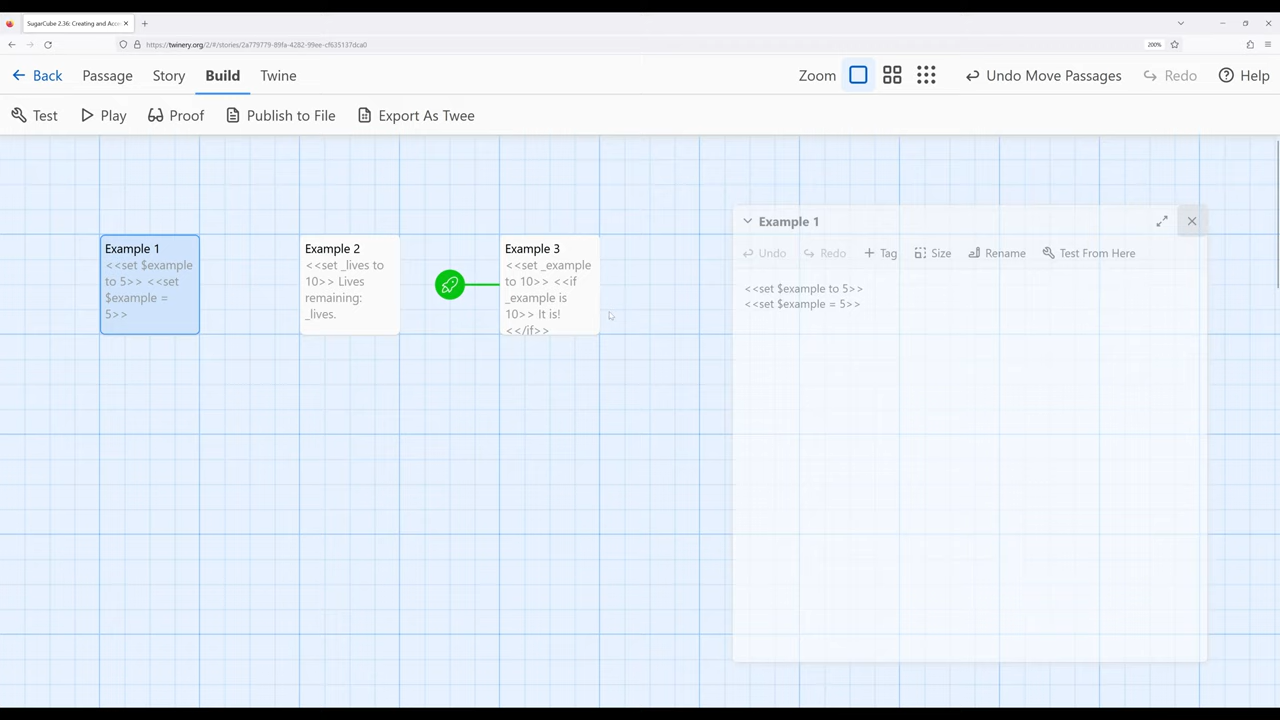 SugarCube 2.36: Creating and Acce
https://twinery.org/2/#/stories/2a779779-89fa-4282-99ee-cf635137dca0
200%
Back
Passage
Story
Build
Twine
Zoom
Undo Move Passages
Redo
Help
Test
Play
Proof
Publish to File
Export As Twee
Example 1
<<set $example
to 5>> <<set
$example =
5>>
Example 2
<<set _lives to
10>> Lives
remaining:
_lives.
Example 3
<<set _example
to 10>> <<if
_example is
10>> It is!
<</if>>
Example 1
Undo
Redo
+ Tag
Size
Rename
Test From Here
<<set $example to 5>>
<<set $example = 5>>